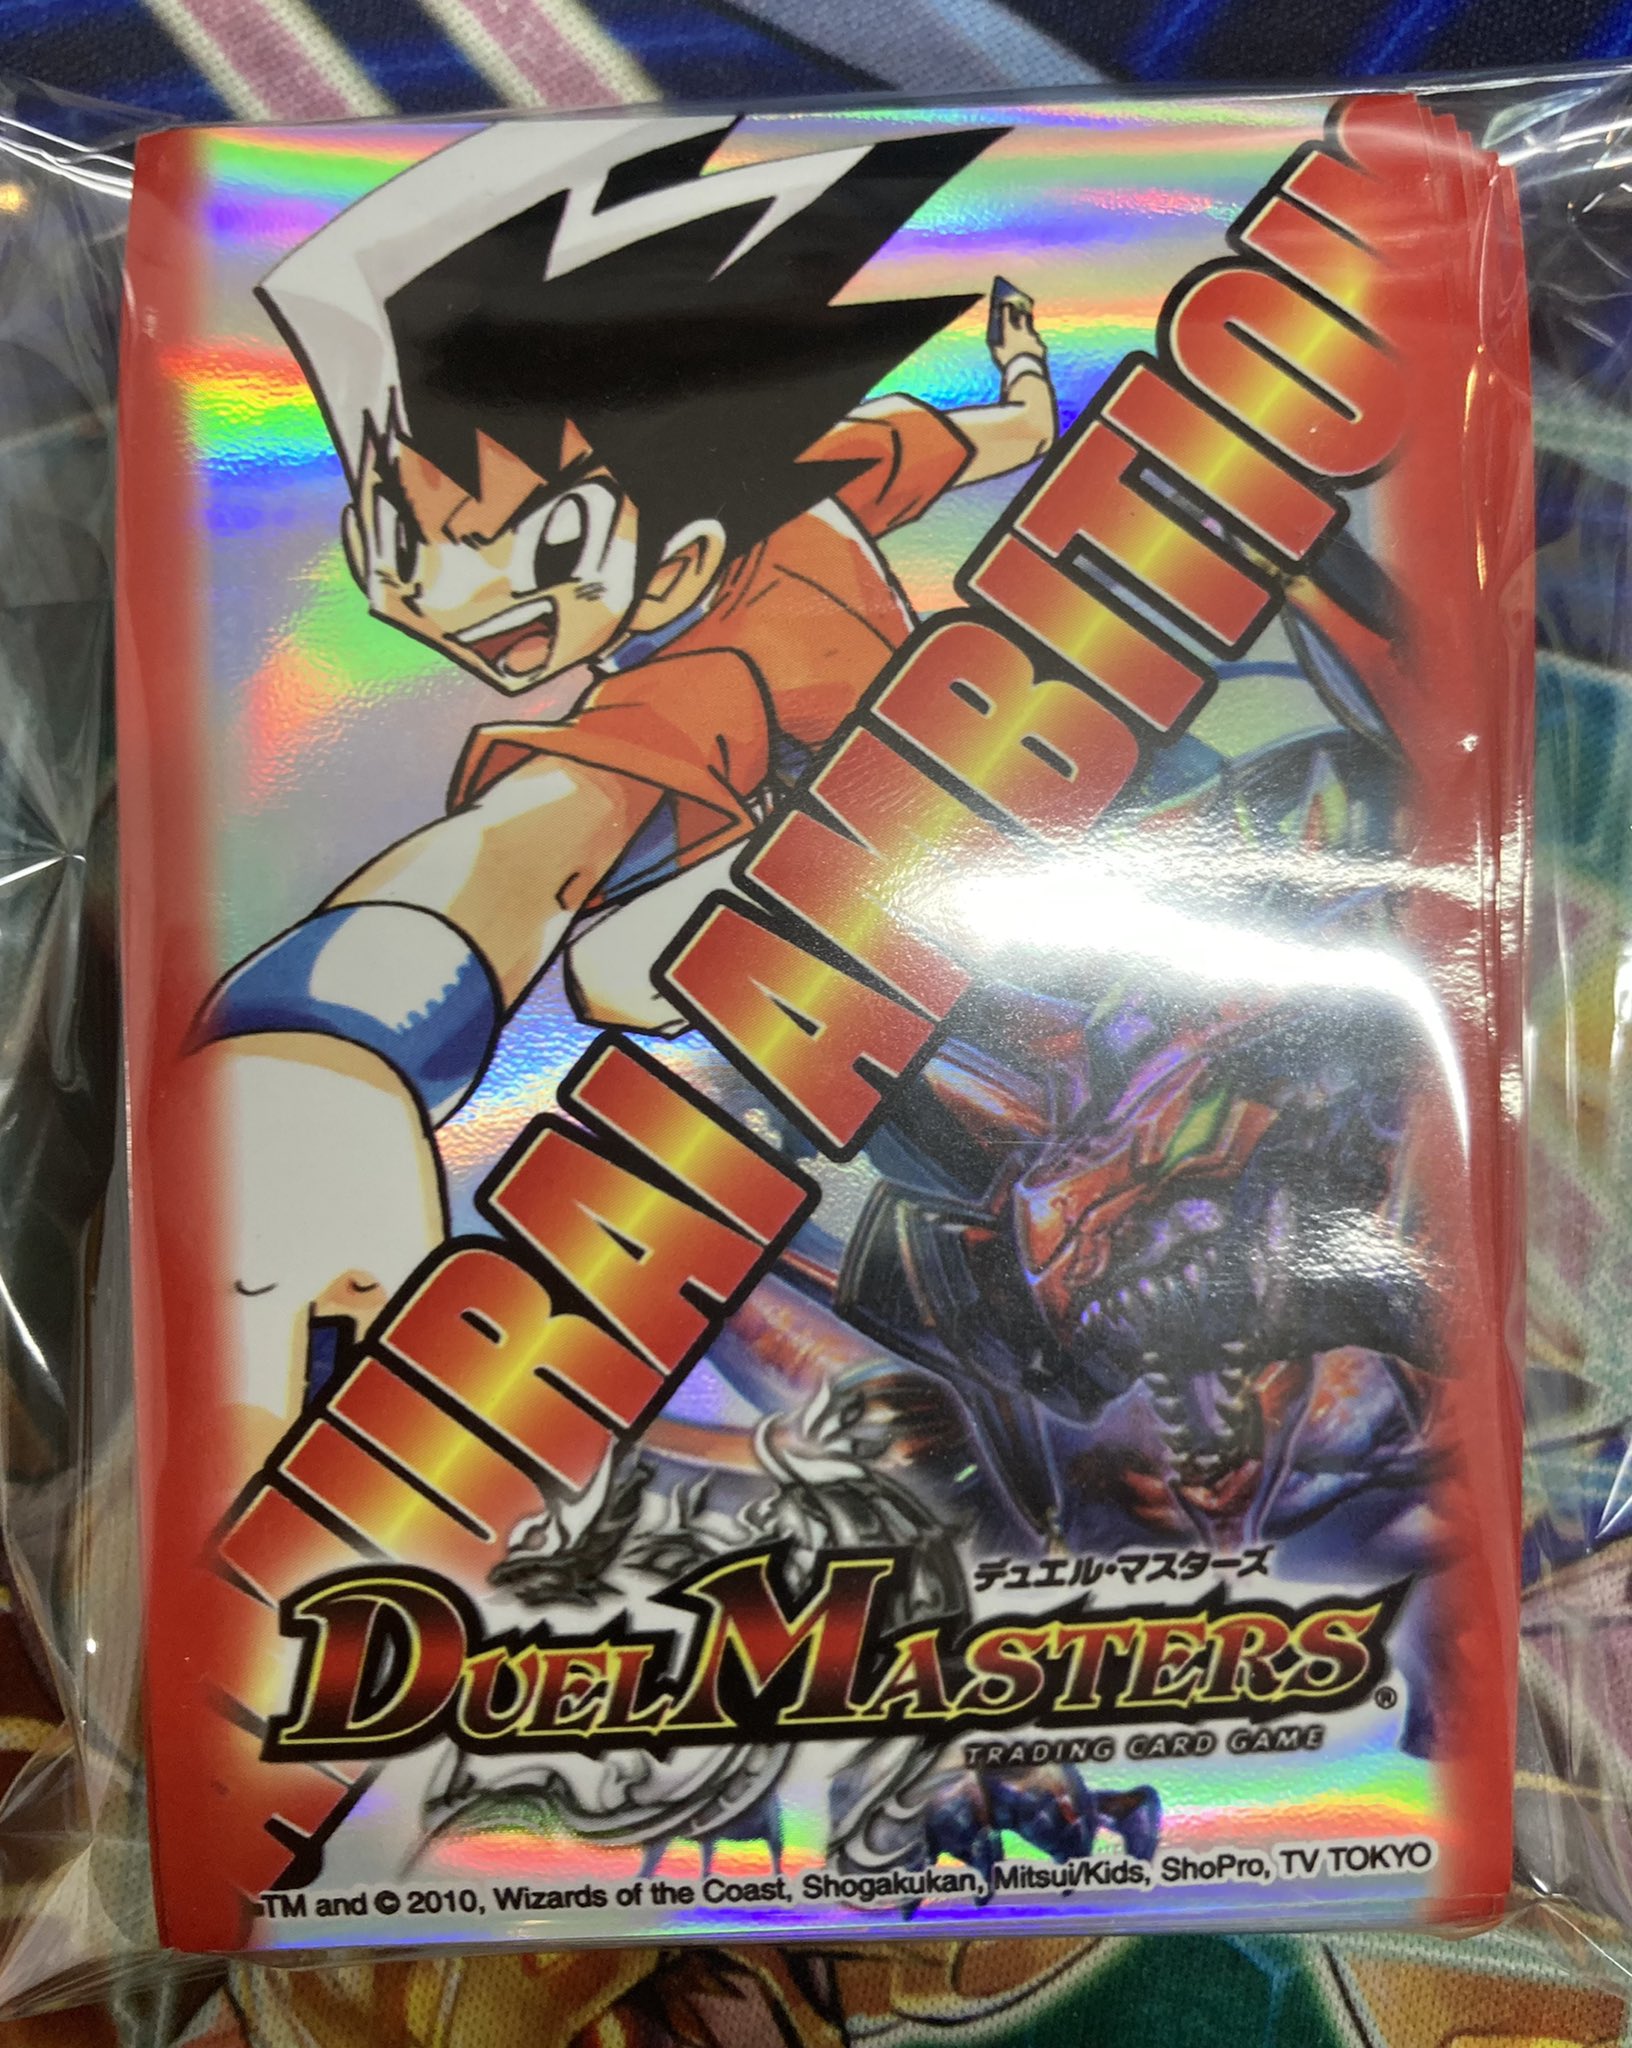 MURAI AMBITION
デュエル・マスターズ
DUEL MASTERS®
TRADING CARD GAME
TM and © 2010, Wizards of the Coast, Shogakukan, Mitsui/Kids, ShoPro, TV TOKYO